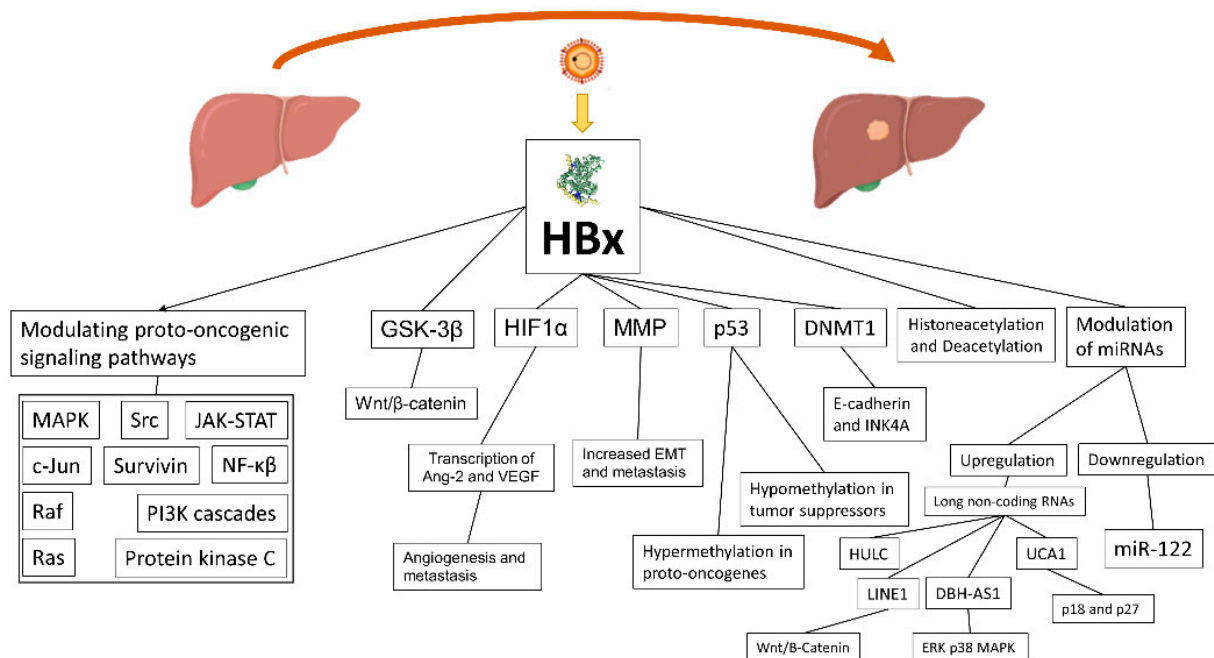 HBx
Modulating proto-oncogenic
signaling pathways
MAPK
Src
JAK-STAT
c-Jun
Survivin
NF-κβ
Raf
PI3K cascades
Ras
Protein kinase C
GSK-3β
Wnt/β-catenin
HIF1α
Transcription of
Ang-2 and VEGF
Angiogenesis and
metastasis
MMP
Increased EMT
and metastasis
p53
Hypomethylation in
tumor suppressors
Hypermethylation in
proto-oncogenes
DNMT1
E-cadherin
and INK4A
Histoneacetylation
and Deacetylation
Modulation
of miRNAs
Upregulation
Downregulation
Long non-coding RNAs
miR-122
HULC
UCA1
LINE1
DBH-AS1
p18 and p27
Wnt/B-Catenin
ERK p38 MAPK